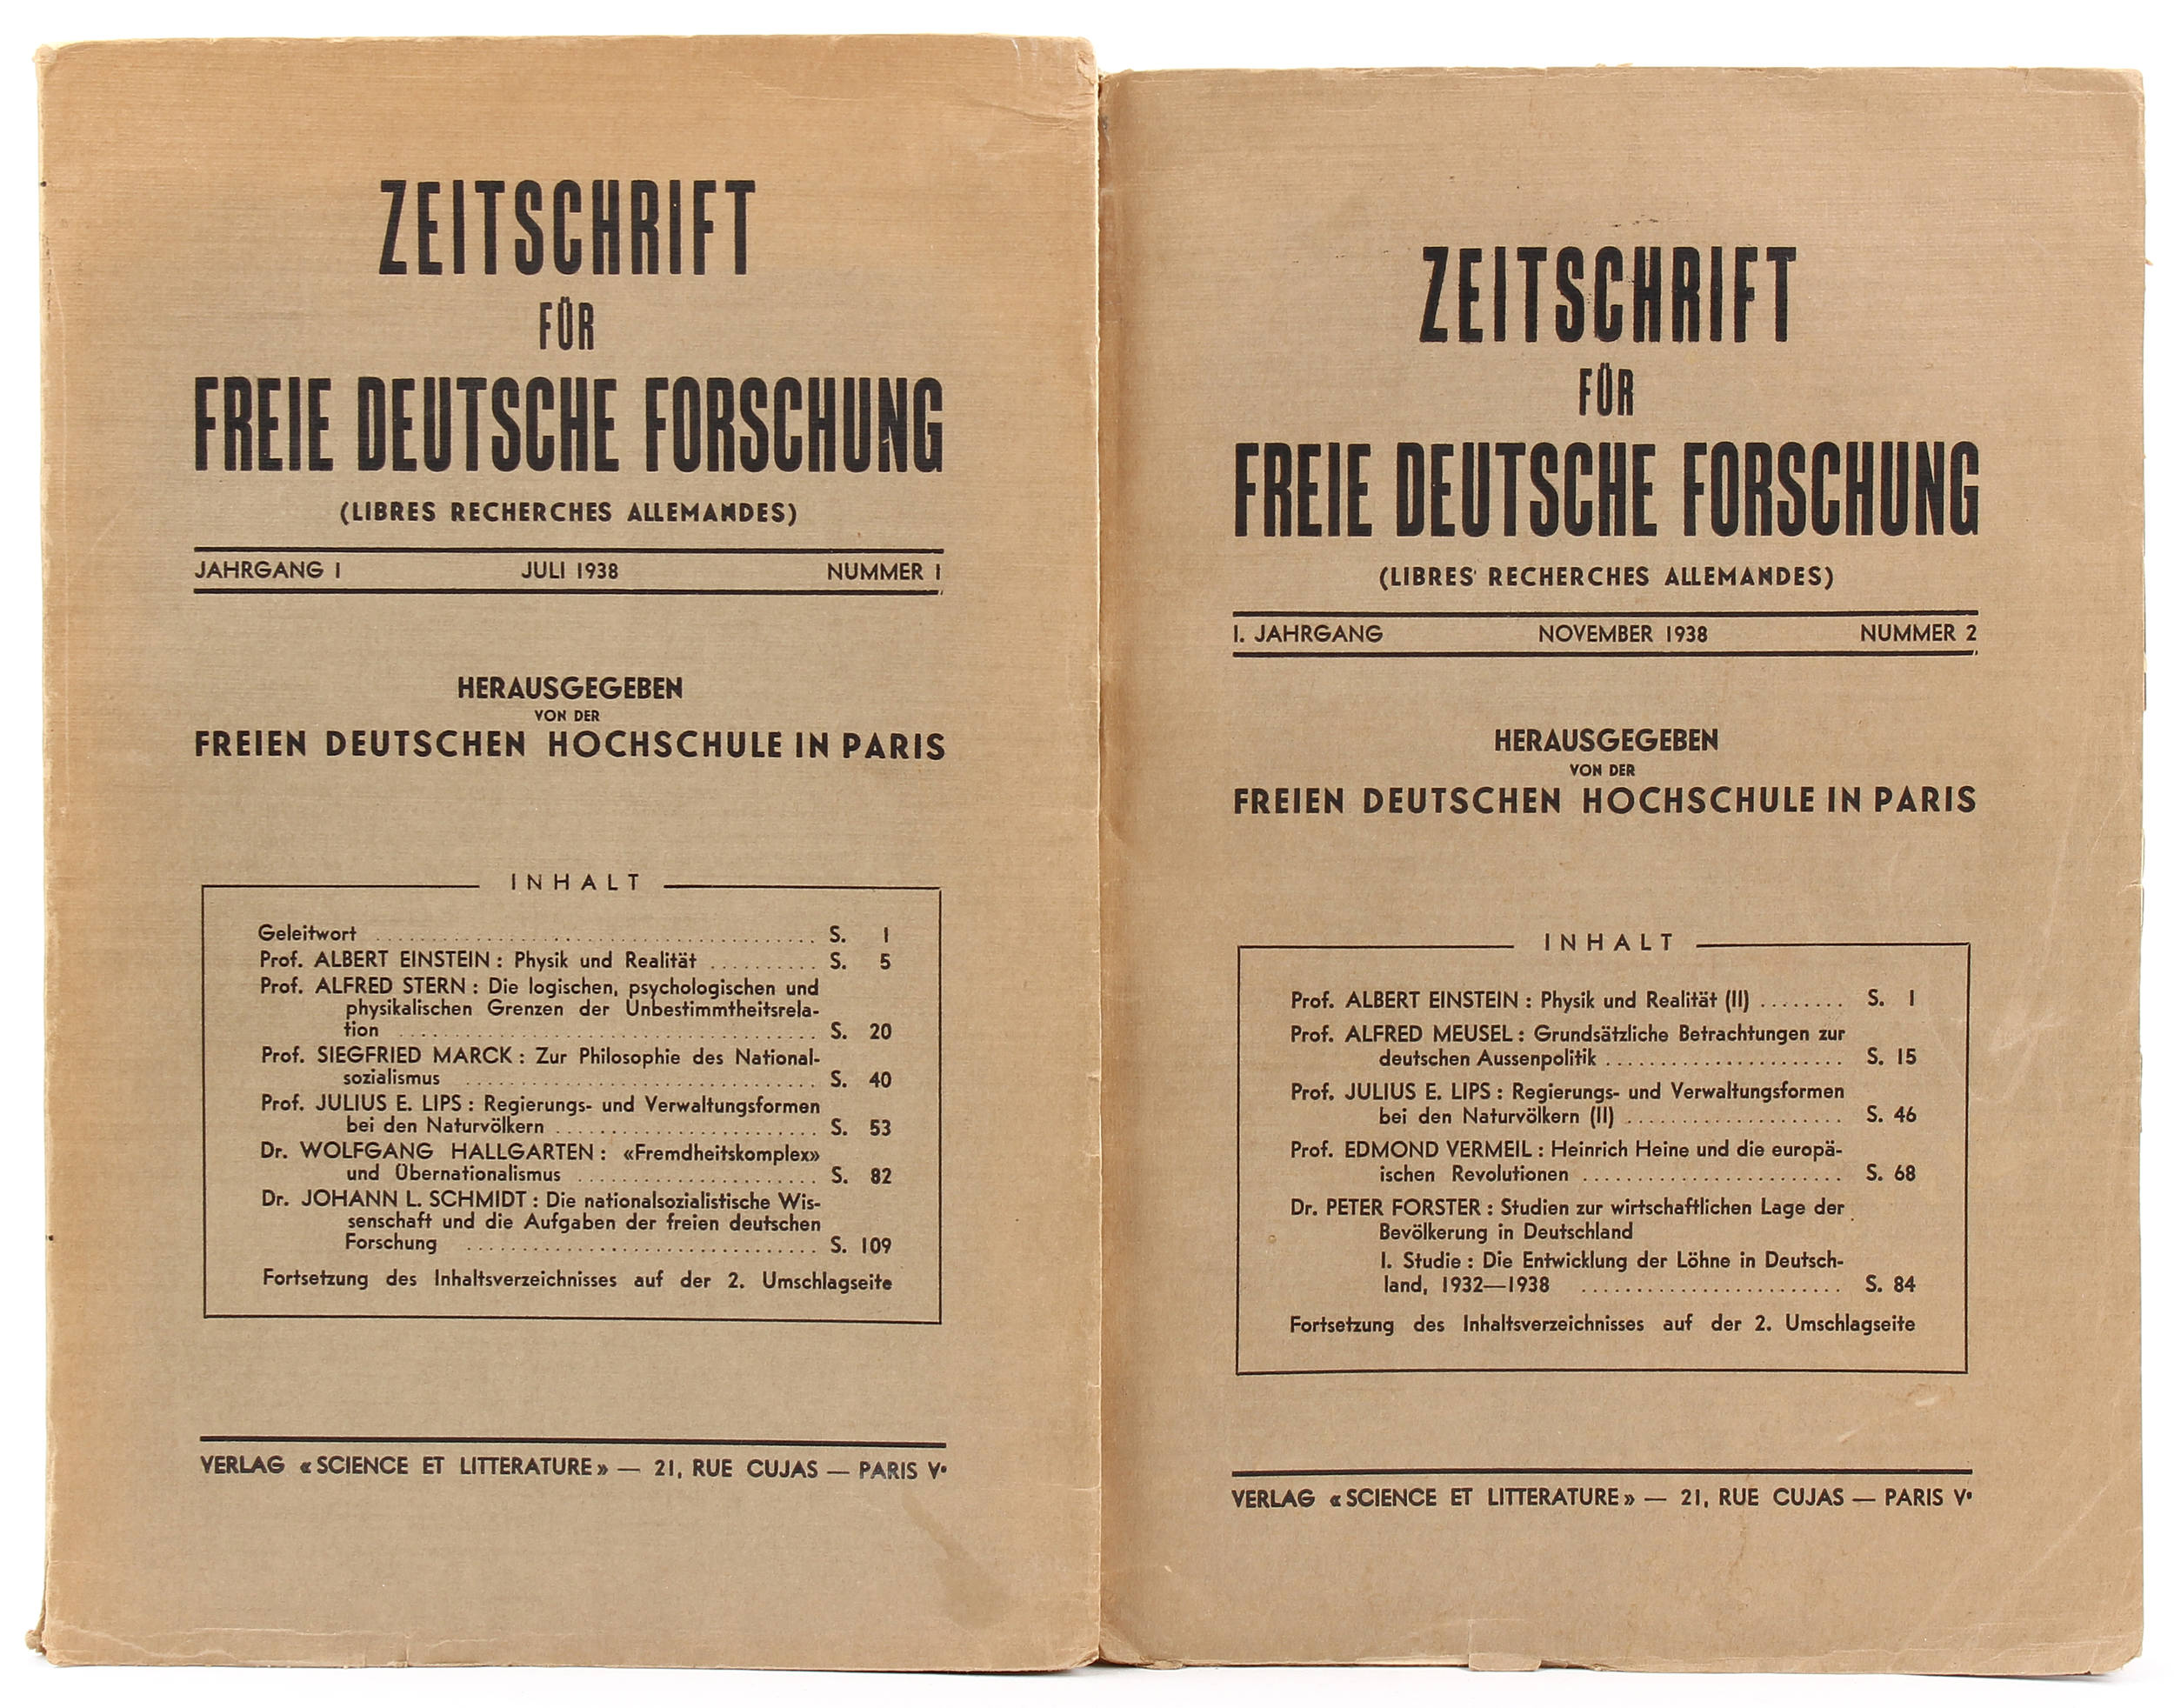 ZEITSCHRIFT
FÜR
FREIE DEUTSCHE FORSCHUNG
(LIBRES RECHERCHES ALLEMANDES)
JAHRGANG I JULI 1938 NUMMER I
HERAUSGEGEBEN
VON DER
FREIEN DEUTSCHEN HOCHSCHULE IN PARIS
INHALT
Geleitwort .................... S. 1
Prof. ALBERT EINSTEIN : Physik und Realität .......... S. 5
Prof. ALFRED STERN : Die logischen, psychologischen und
physikalischen Grenzen der Unbestimmtheitsrela-
tion .................... S. 20
Prof. SIEGFRIED MARCK : Zur Philosophie des National-
sozialismus .................... S. 40
Prof. JULIUS E. LIPS : Regierungs- und Verwaltungsformen
bei den Naturvölkern .................... S. 53
Dr. WOLFGANG HALLGARTEN : «Fremdheitskomplex»
und Übernationalismus .................... S. 82
Dr. JOHANN L. SCHMIDT : Die nationalsozialistische Wis-
senschaft und die Aufgaben der freien deutschen
Forschung .................... S. 109
Fortsetzung des Inhaltsverzeichnisses auf der 2. Umschlagseite
VERLAG «SCIENCE ET LITTERATURE» — 21, RUE CUJAS — PARIS Ve
ZEITSCHRIFT
FÜR
FREIE DEUTSCHE FORSCHUNG
(LIBRES RECHERCHES ALLEMANDES)
I. JAHRGANG NOVEMBER 1938 NUMMER 2
HERAUSGEGEBEN
VON DER
FREIEN DEUTSCHEN HOCHSCHULE IN PARIS
INHALT
Prof. ALBERT EINSTEIN : Physik und Realität (II) ........ S. 1
Prof. ALFRED MEUSEL : Grundsätzliche Betrachtungen zur
deutschen Aussenpolitik .................... S. 15
Prof. JULIUS E. LIPS : Regierungs- und Verwaltungsformen
bei den Naturvölkern (II) .................... S. 46
Prof. EDMOND VERMEIL : Heinrich Heine und die europä-
ischen Revolutionen .................... S. 68
Dr. PETER FORSTER : Studien zur wirtschaftlichen Lage der
Bevölkerung in Deutschland
I. Studie : Die Entwicklung der Löhne in Deutsch-
land, 1932—1938 .................... S. 84
Fortsetzung des Inhaltsverzeichnisses auf der 2. Umschlagseite
VERLAG «SCIENCE ET LITTERATURE» — 21, RUE CUJAS — PARIS Ve